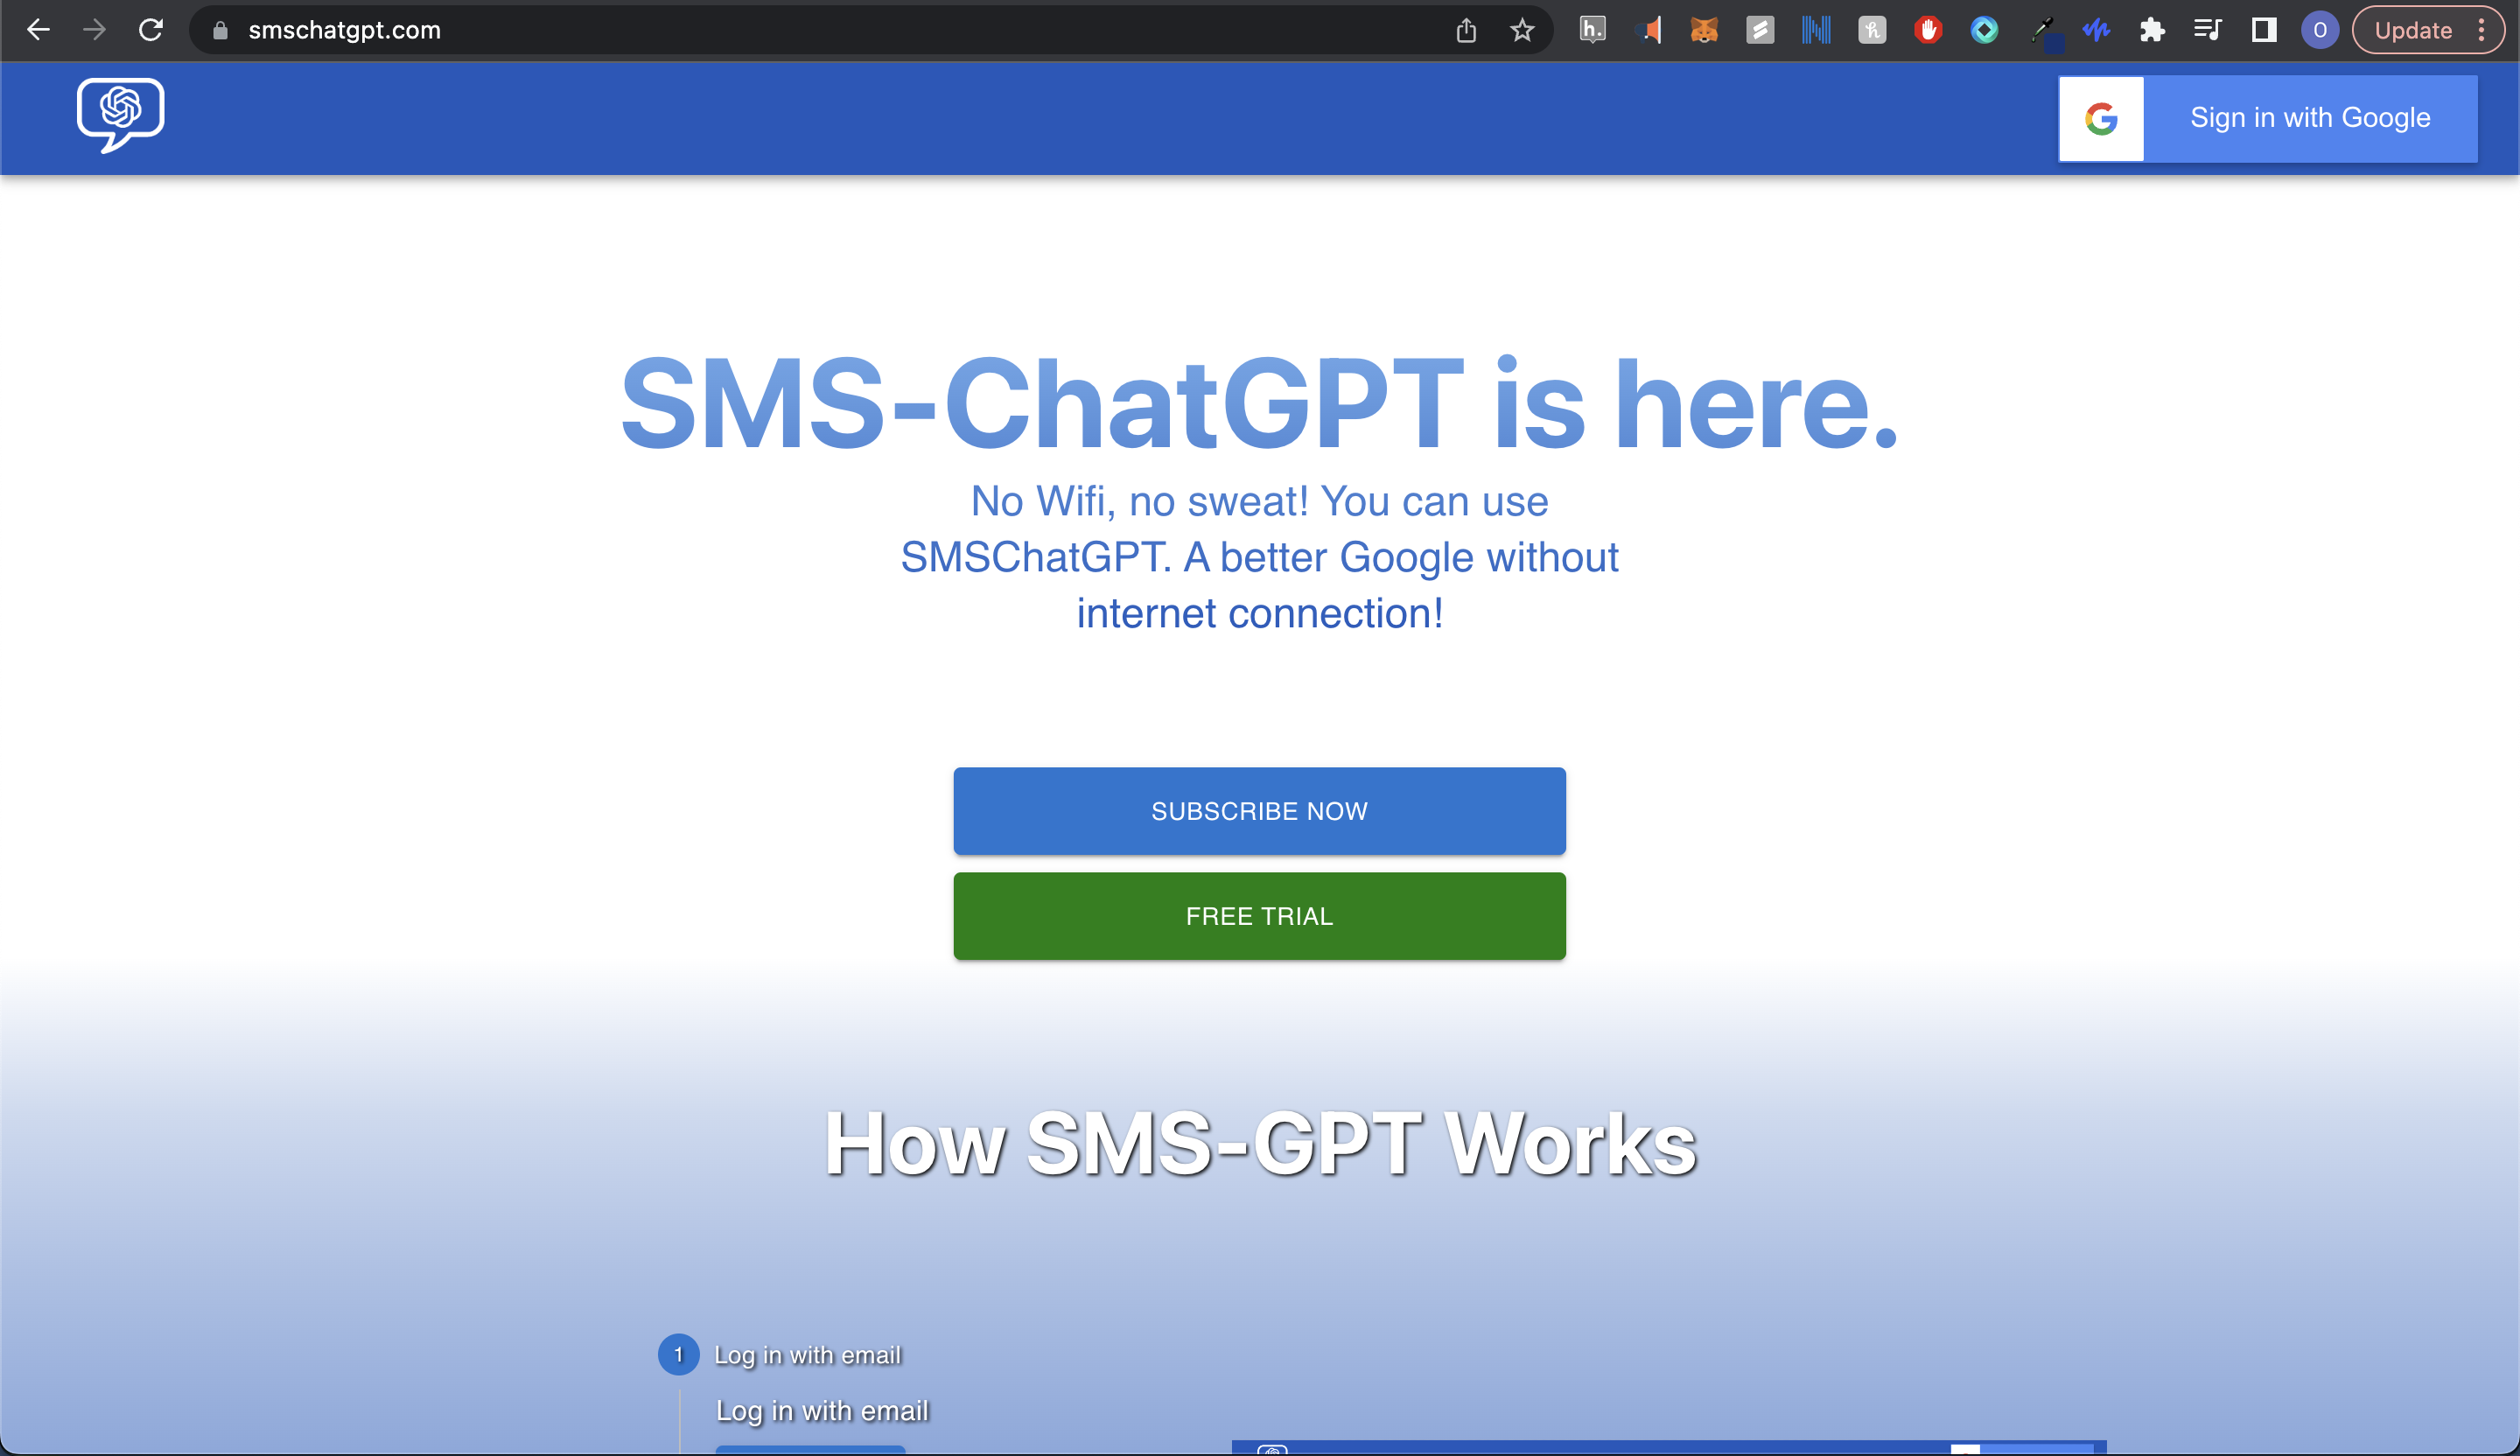 smschatgpt.com
h.
O
Update
Sign in with Google
SMS-ChatGPT is here.
No Wifi, no sweat! You can use
SMSChatGPT. A better Google without
internet connection!
SUBSCRIBE NOW
FREE TRIAL
How SMS-GPT Works
1 Log in with email
Log in with email